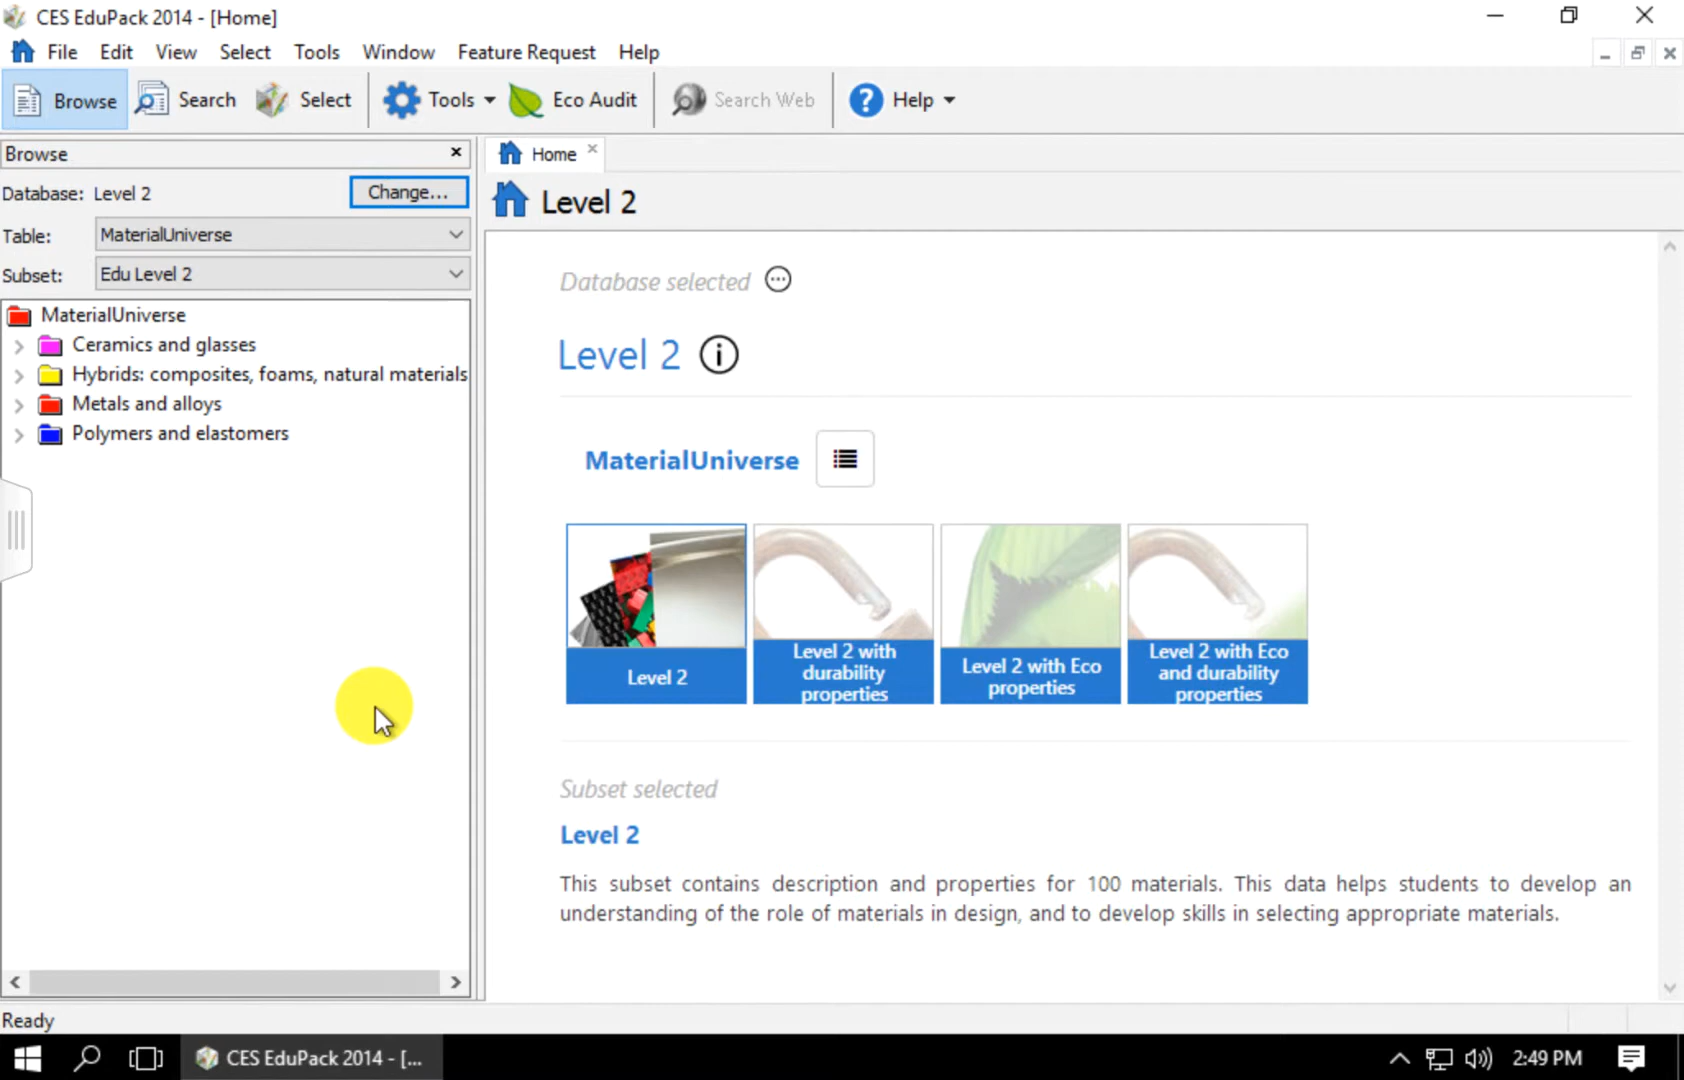 CES EduPack 2014 - [Home]
File Edit View Select Tools Window Feature Request Help
Browse Search Select Tools Eco Audit Search Web Help
Browse
Database: Level 2 Change...
Table: MaterialUniverse
Subset: Edu Level 2
MaterialUniverse
Ceramics and glasses
Hybrids: composites, foams, natural materials
Metals and alloys
Polymers and elastomers
Home
Level 2
Database selected
Level 2
MaterialUniverse
Level 2
Level 2 with
durability
properties
Level 2 with Eco
properties
Level 2 with Eco
and durability
properties
Subset selected
Level 2
This subset contains description and properties for 100 materials. This data helps students to develop an
understanding of the role of materials in design, and to develop skills in selecting appropriate materials.
Ready
CES EduPack 2014 - [...
2:49 PM